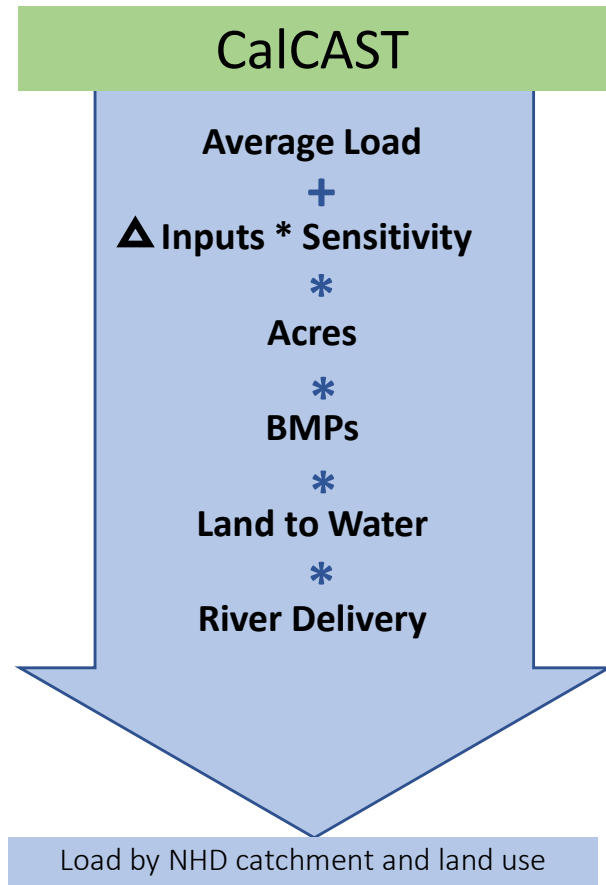 CalCAST
Average Load
+
Δ Inputs * Sensitivity
*
Acres
*
BMPs
*
Land to Water
*
River Delivery
Load by NHD catchment and land use